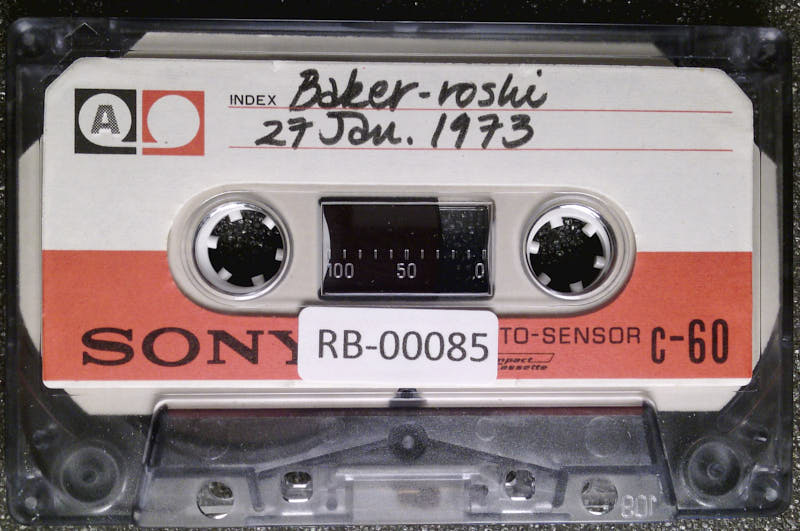 A
INDEX Baker-roshi
27 Jan. 1973
100 50 0
SONY
RB-00085
TO-SENSOR C-60